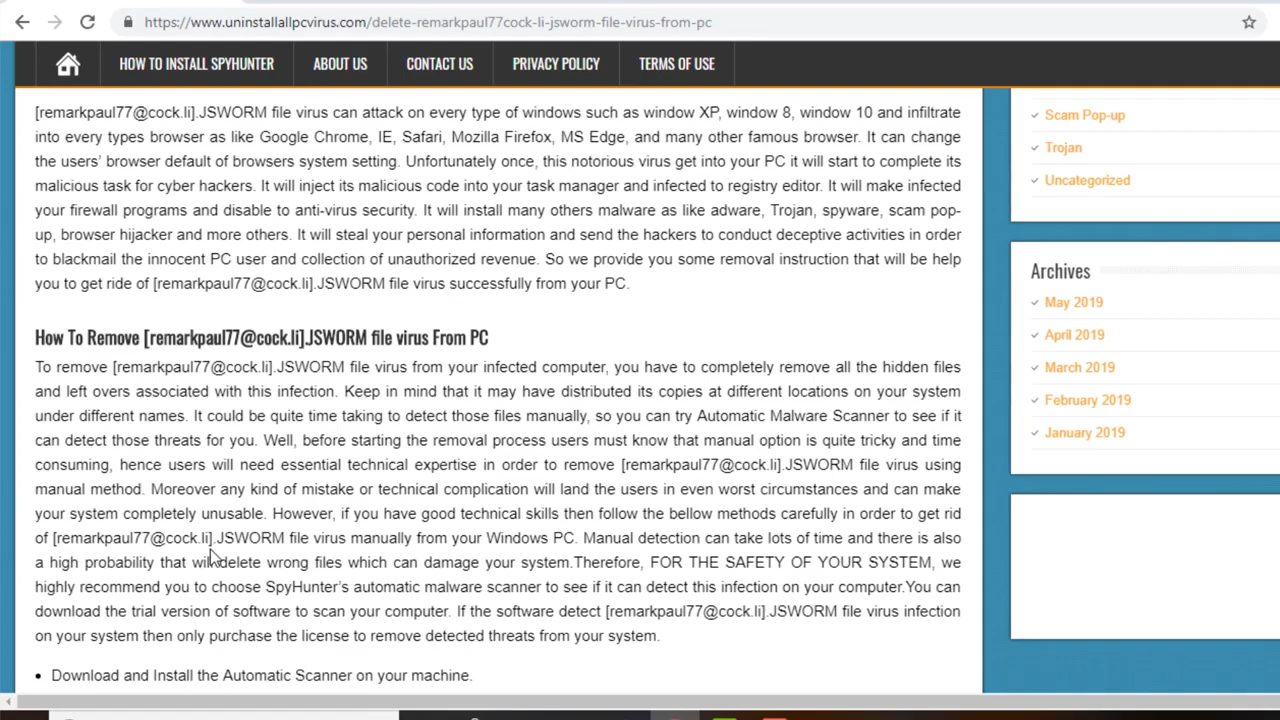 https://www.uninstallallpcvirus.com/delete-remarkpaul77cock-li-jsworm-file-virus-from-pc
HOW TO INSTALL SPYHUNTER
ABOUT US
CONTACT US
PRIVACY POLICY
TERMS OF USE
[remarkpaul77@cock.li].JSWORM file virus can attack on every type of windows such as window XP, window 8, window 10 and infiltrate
into every types browser as like Google Chrome, IE, Safari, Mozilla Firefox, MS Edge, and many other famous browser. It can change
the users’ browser default of browsers system setting. Unfortunately once, this notorious virus get into your PC it will start to complete its
malicious task for cyber hackers. It will inject its malicious code into your task manager and infected to registry editor. It will make infected
your firewall programs and disable to anti-virus security. It will install many others malware as like adware, Trojan, spyware, scam pop-
up, browser hijacker and more others. It will steal your personal information and send the hackers to conduct deceptive activities in order
to blackmail the innocent PC user and collection of unauthorized revenue. So we provide you some removal instruction that will be help
you to get ride of [remarkpaul77@cock.li].JSWORM file virus successfully from your PC.
How To Remove [remarkpaul77@cock.li].JSWORM file virus From PC
To remove [remarkpaul77@cock.li].JSWORM file virus from your infected computer, you have to completely remove all the hidden files
and left overs associated with this infection. Keep in mind that it may have distributed its copies at different locations on your system
under different names. It could be quite time taking to detect those files manually, so you can try Automatic Malware Scanner to see if it
can detect those threats for you. Well, before starting the removal process users must know that manual option is quite tricky and time
consuming, hence users will need essential technical expertise in order to remove [remarkpaul77@cock.li].JSWORM file virus using
manual method. Moreover any kind of mistake or technical complication will land the users in even worst circumstances and can make
your system completely unusable. However, if you have good technical skills then follow the bellow methods carefully in order to get rid
of [remarkpaul77@cock.li].JSWORM file virus manually from your Windows PC. Manual detection can take lots of time and there is also
a high probability that will delete wrong files which can damage your system.Therefore, FOR THE SAFETY OF YOUR SYSTEM, we
highly recommend you to choose SpyHunter’s automatic malware scanner to see if it can detect this infection on your computer.You can
download the trial version of software to scan your computer. If the software detect [remarkpaul77@cock.li].JSWORM file virus infection
on your system then only purchase the license to remove detected threats from your system.
• Download and Install the Automatic Scanner on your machine.
Scam Pop-up
Trojan
Uncategorized
Archives
May 2019
April 2019
March 2019
February 2019
January 2019